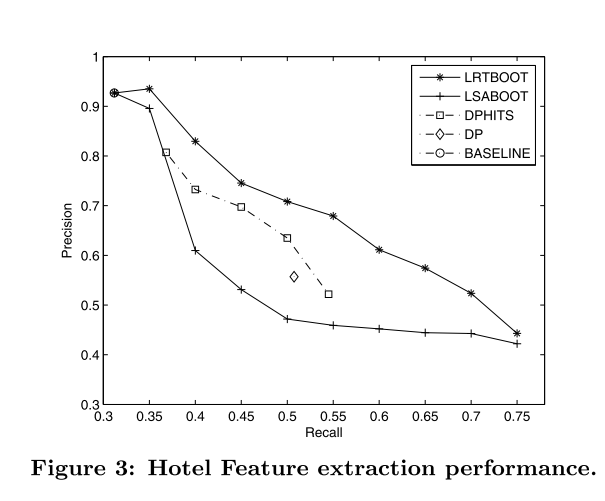 1
0.9
0.8
0.7
0.6
0.5
0.4
0.3
Precision
0.3 0.35 0.4 0.45 0.5 0.55 0.6 0.65 0.7 0.75
Recall
LRTBOOT
LSABOOT
DPHITS
DP
BASELINE
Figure 3: Hotel Feature extraction performance.